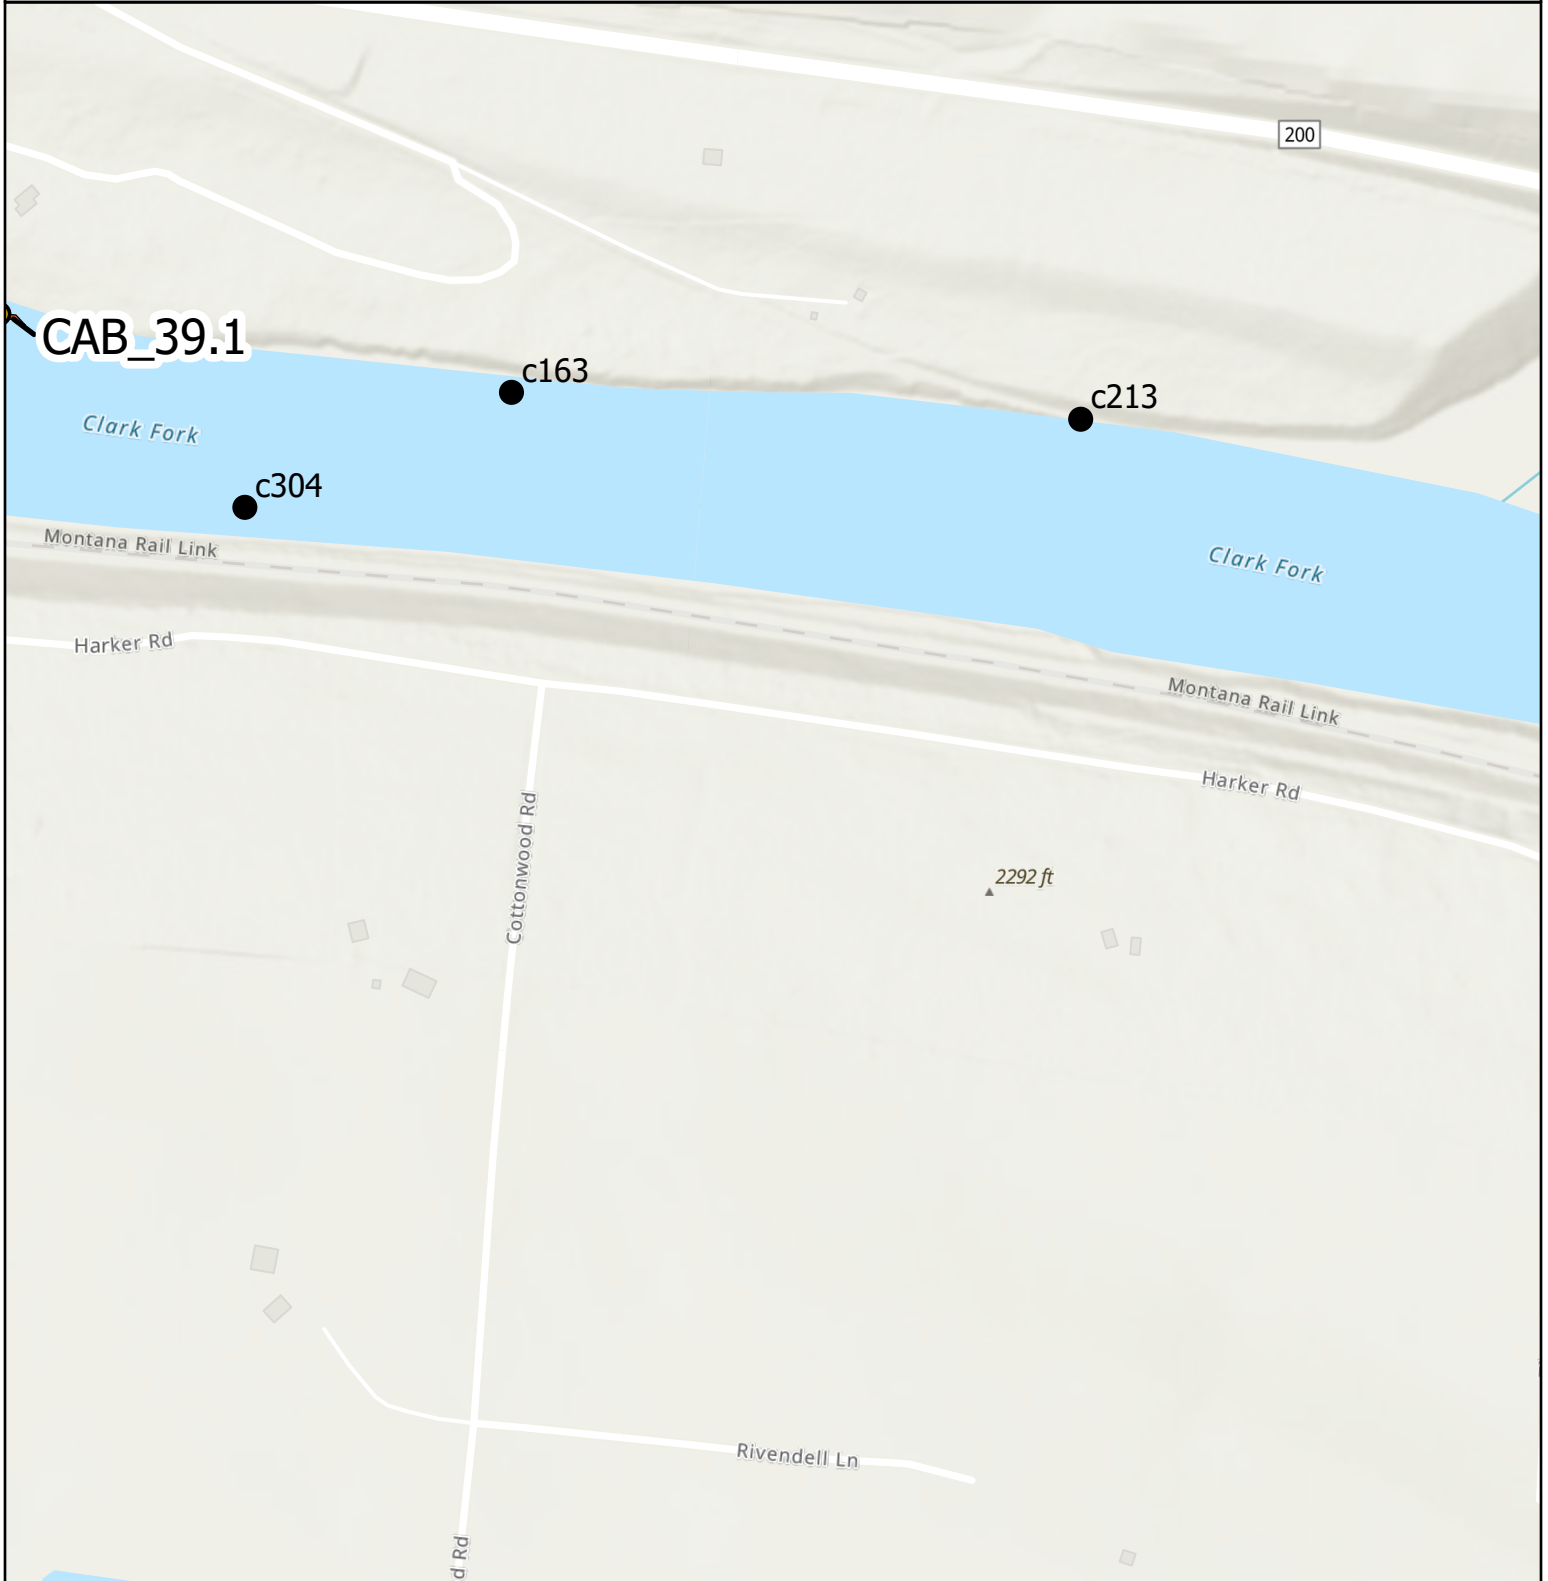 200
CAB_39.1
c163
c213
Clark Fork
c304
Montana Rail Link
Clark Fork
Harker Rd
Montana Rail Link
Harker Rd
Cottonwood Rd
2292 ft
Rivendell Ln
d Rd